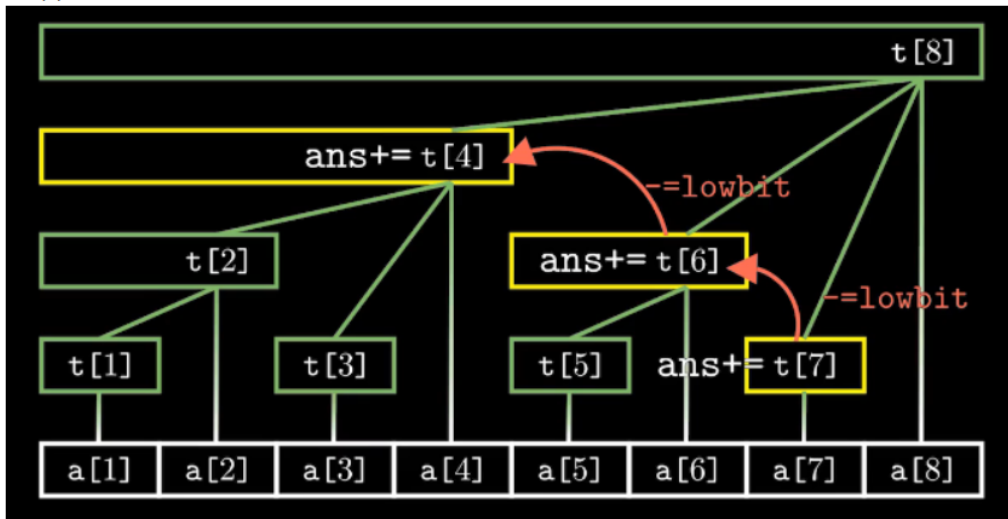 t[8]
ans+= t[4]
-=lowbit
t[2]
ans+= t[6]
-=lowbit
t[1]
t[3]
t[5]
ans+= t[7]
a[1] a[2] a[3] a[4] a[5] a[6] a[7] a[8]